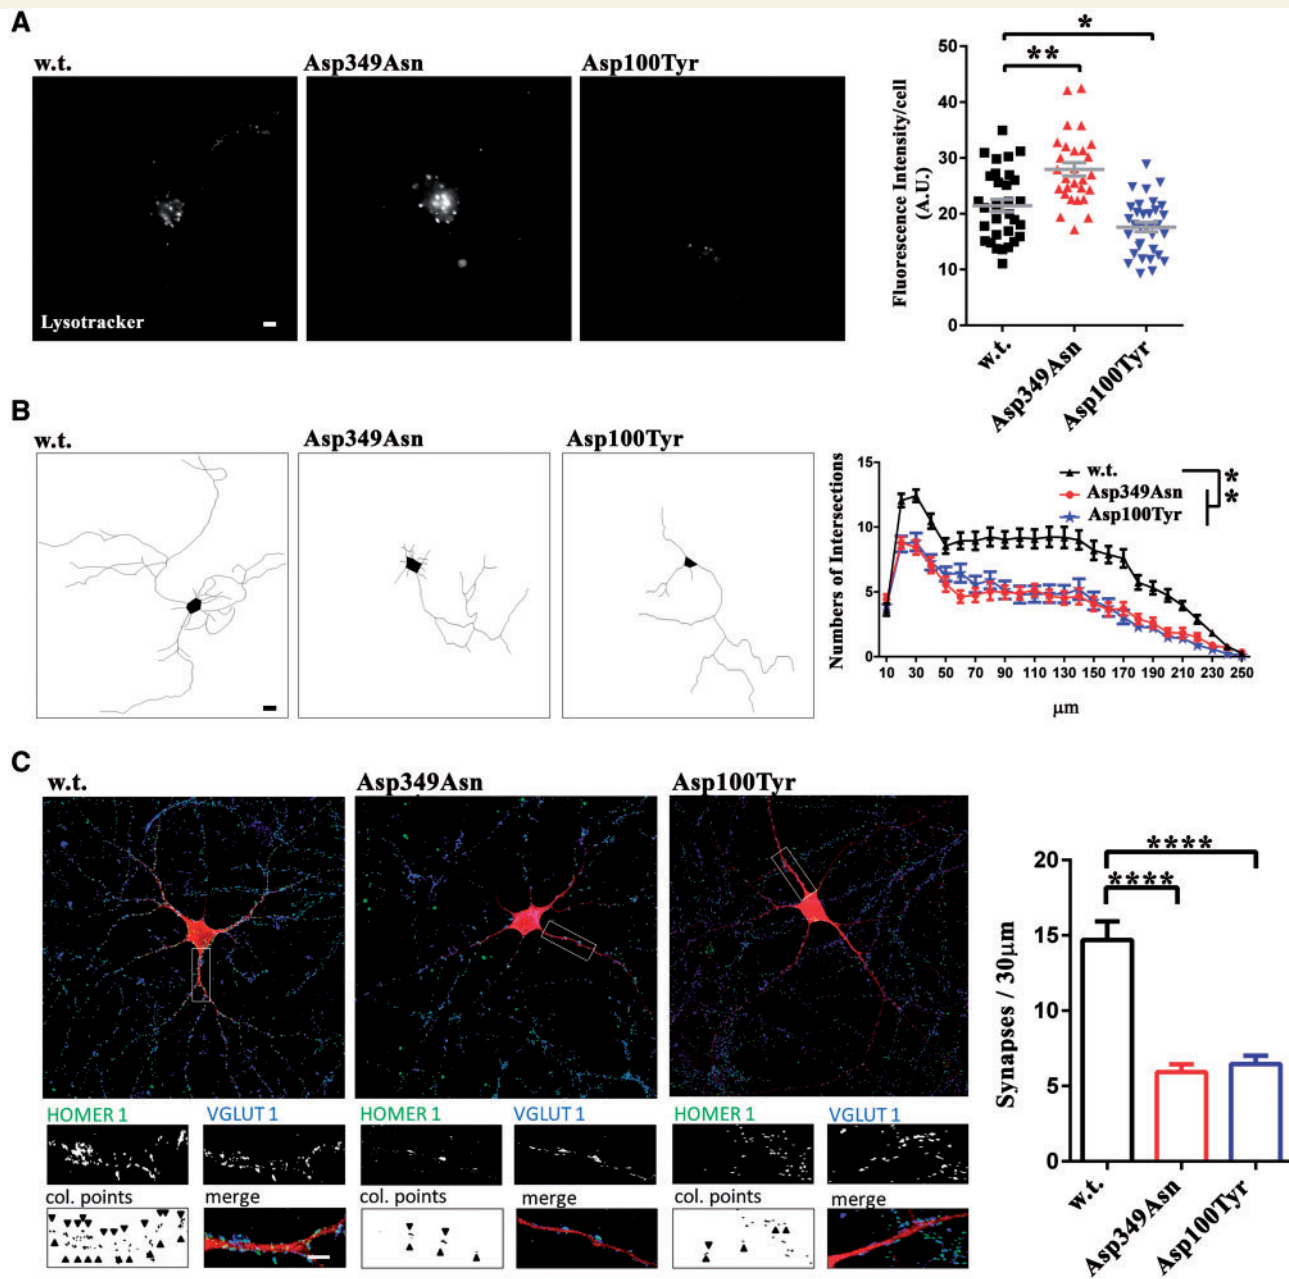 A
w.t.
Asp349Asn
Asp100Tyr
Lysotracker
Fluorescence Intensity/cell
(A.U.)
50
40
30
20
10
0
*
**
w.t.
Asp349Asn
Asp100Tyr
B
w.t.
Asp349Asn
Asp100Tyr
Numbers of Intersections
15
10
5
0
w.t.
Asp349Asn
Asp100Tyr
*
*
10 30 50 70 90 110 130 150 170 190 210 230 250
μm
C
w.t.
Asp349Asn
Asp100Tyr
HOMER 1
VGLUT 1
HOMER 1
VGLUT 1
HOMER 1
VGLUT 1
col. points
merge
col. points
merge
col. points
merge
Synapses / 30μm
20
15
10
5
0
****
****
w.t.
Asp349Asn
Asp100Tyr